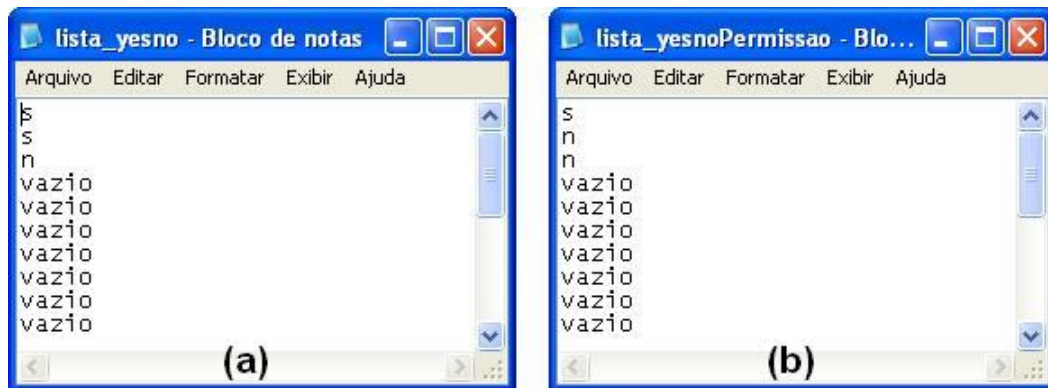 lista_yesno - Bloco de notas
Arquivo Editar Formatar Exibir Ajuda
s
s
n
vazio
vazio
vazio
vazio
vazio
vazio
vazio
(a)
lista_yesnoPermissao - Blo...
Arquivo Editar Formatar Exibir Ajuda
s
n
n
vazio
vazio
vazio
vazio
vazio
vazio
vazio
(b)